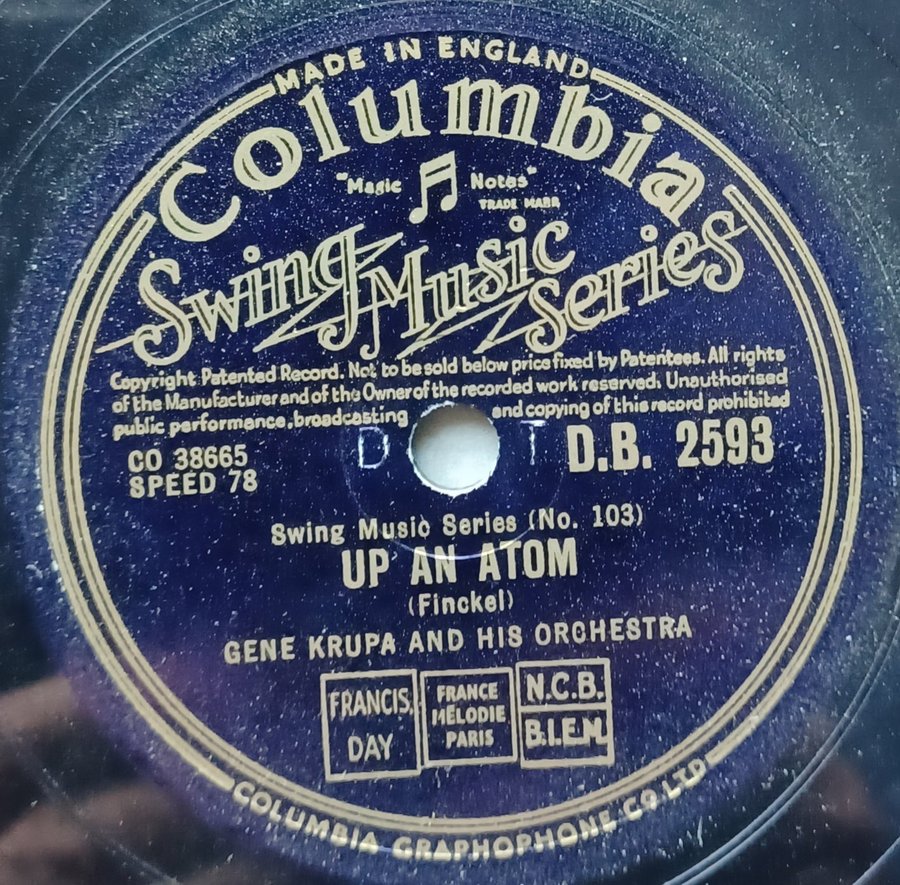 MADE IN ENGLAND
Columbia
"Magic Notes"
TRADE MARK
Swing Music Series
Copyright Patented Record. Not to be sold below price fixed by Patentees. All rights
of the Manufacturer and of the Owner of the recorded work reserved. Unauthorised
public performance, broadcasting and copying of this record prohibited
D T
CO 38665
D.B. 2593
SPEED 78
Swing Music Series (No. 103)
UP AN ATOM
(Finckel)
GENE KRUPA AND HIS ORCHESTRA
FRANCIS, DAY
FRANCE MÉLODIE PARIS
N.C.B.
B.I.E.M.
COLUMBIA GRAPHOPHONE CO LTD